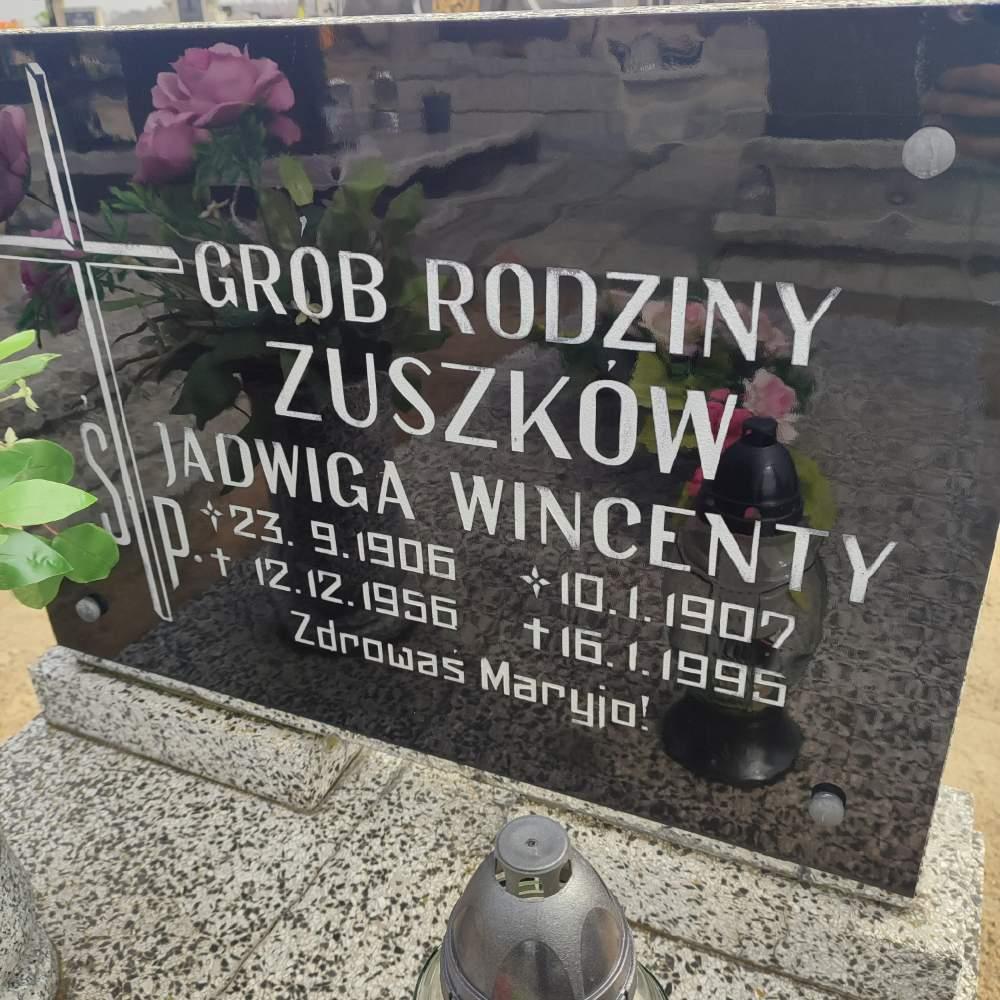 GRÓB RODZINY
ZUSZKÓW
Ś.P.
JADWIGA WINCENTY
23. 9. 1906 10. 1. 1907
✝ 12. 12. 1956 ✝ 16. 1. 1995
Zdrowaś Maryjo!